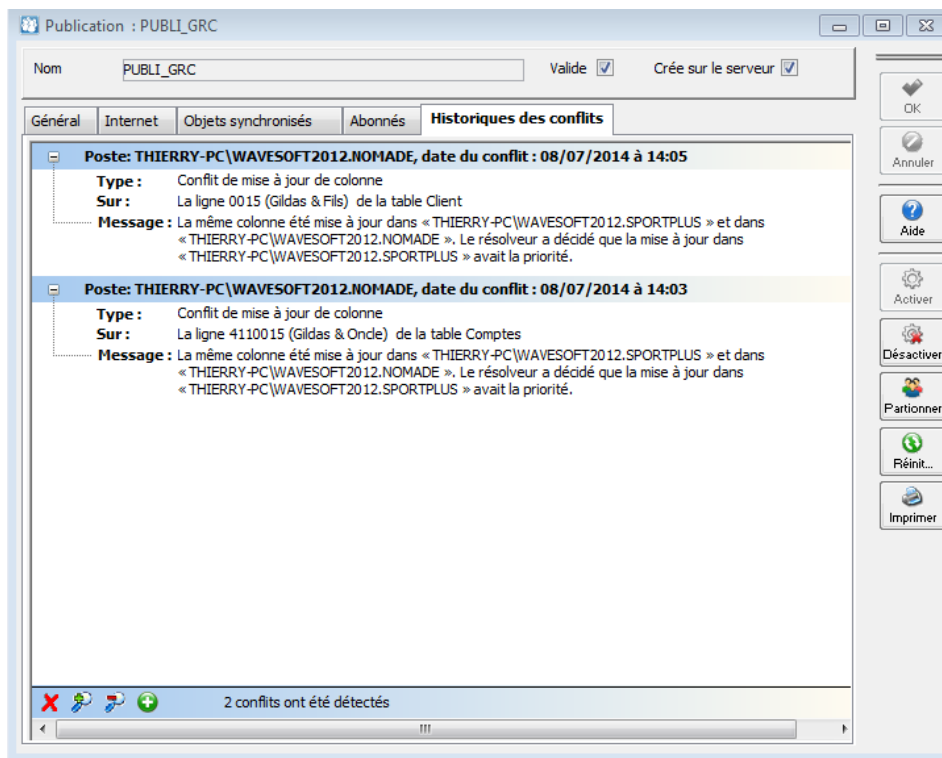 Publication : PUBLI_GRC
Nom
PUBLI_GRC
Valide
Crée sur le serveur
Général
Internet
Objets synchronisés
Abonnés
Historiques des conflits
Poste: THIERRY-PC\WAVESOFT2012.NOMADE, date du conflit : 08/07/2014 à 14:05
Type : Conflit de mise à jour de colonne
Sur : La ligne 0015 (Gildas & Fils) de la table Client
Message : La même colonne été mise à jour dans « THIERRY-PC\WAVESOFT2012.SPORTPLUS » et dans
« THIERRY-PC\WAVESOFT2012.NOMADE ». Le résolveur a décidé que la mise à jour dans
« THIERRY-PC\WAVESOFT2012.SPORTPLUS » avait la priorité.
Poste: THIERRY-PC\WAVESOFT2012.NOMADE, date du conflit : 08/07/2014 à 14:03
Type : Conflit de mise à jour de colonne
Sur : La ligne 4110015 (Gildas & Oncle) de la table Comptes
Message : La même colonne été mise à jour dans « THIERRY-PC\WAVESOFT2012.SPORTPLUS » et dans
« THIERRY-PC\WAVESOFT2012.NOMADE ». Le résolveur a décidé que la mise à jour dans
« THIERRY-PC\WAVESOFT2012.SPORTPLUS » avait la priorité.
2 conflits ont été détectés
OK
Annuler
Aide
Activer
Désactiver
Partionner
Réinit...
Imprimer